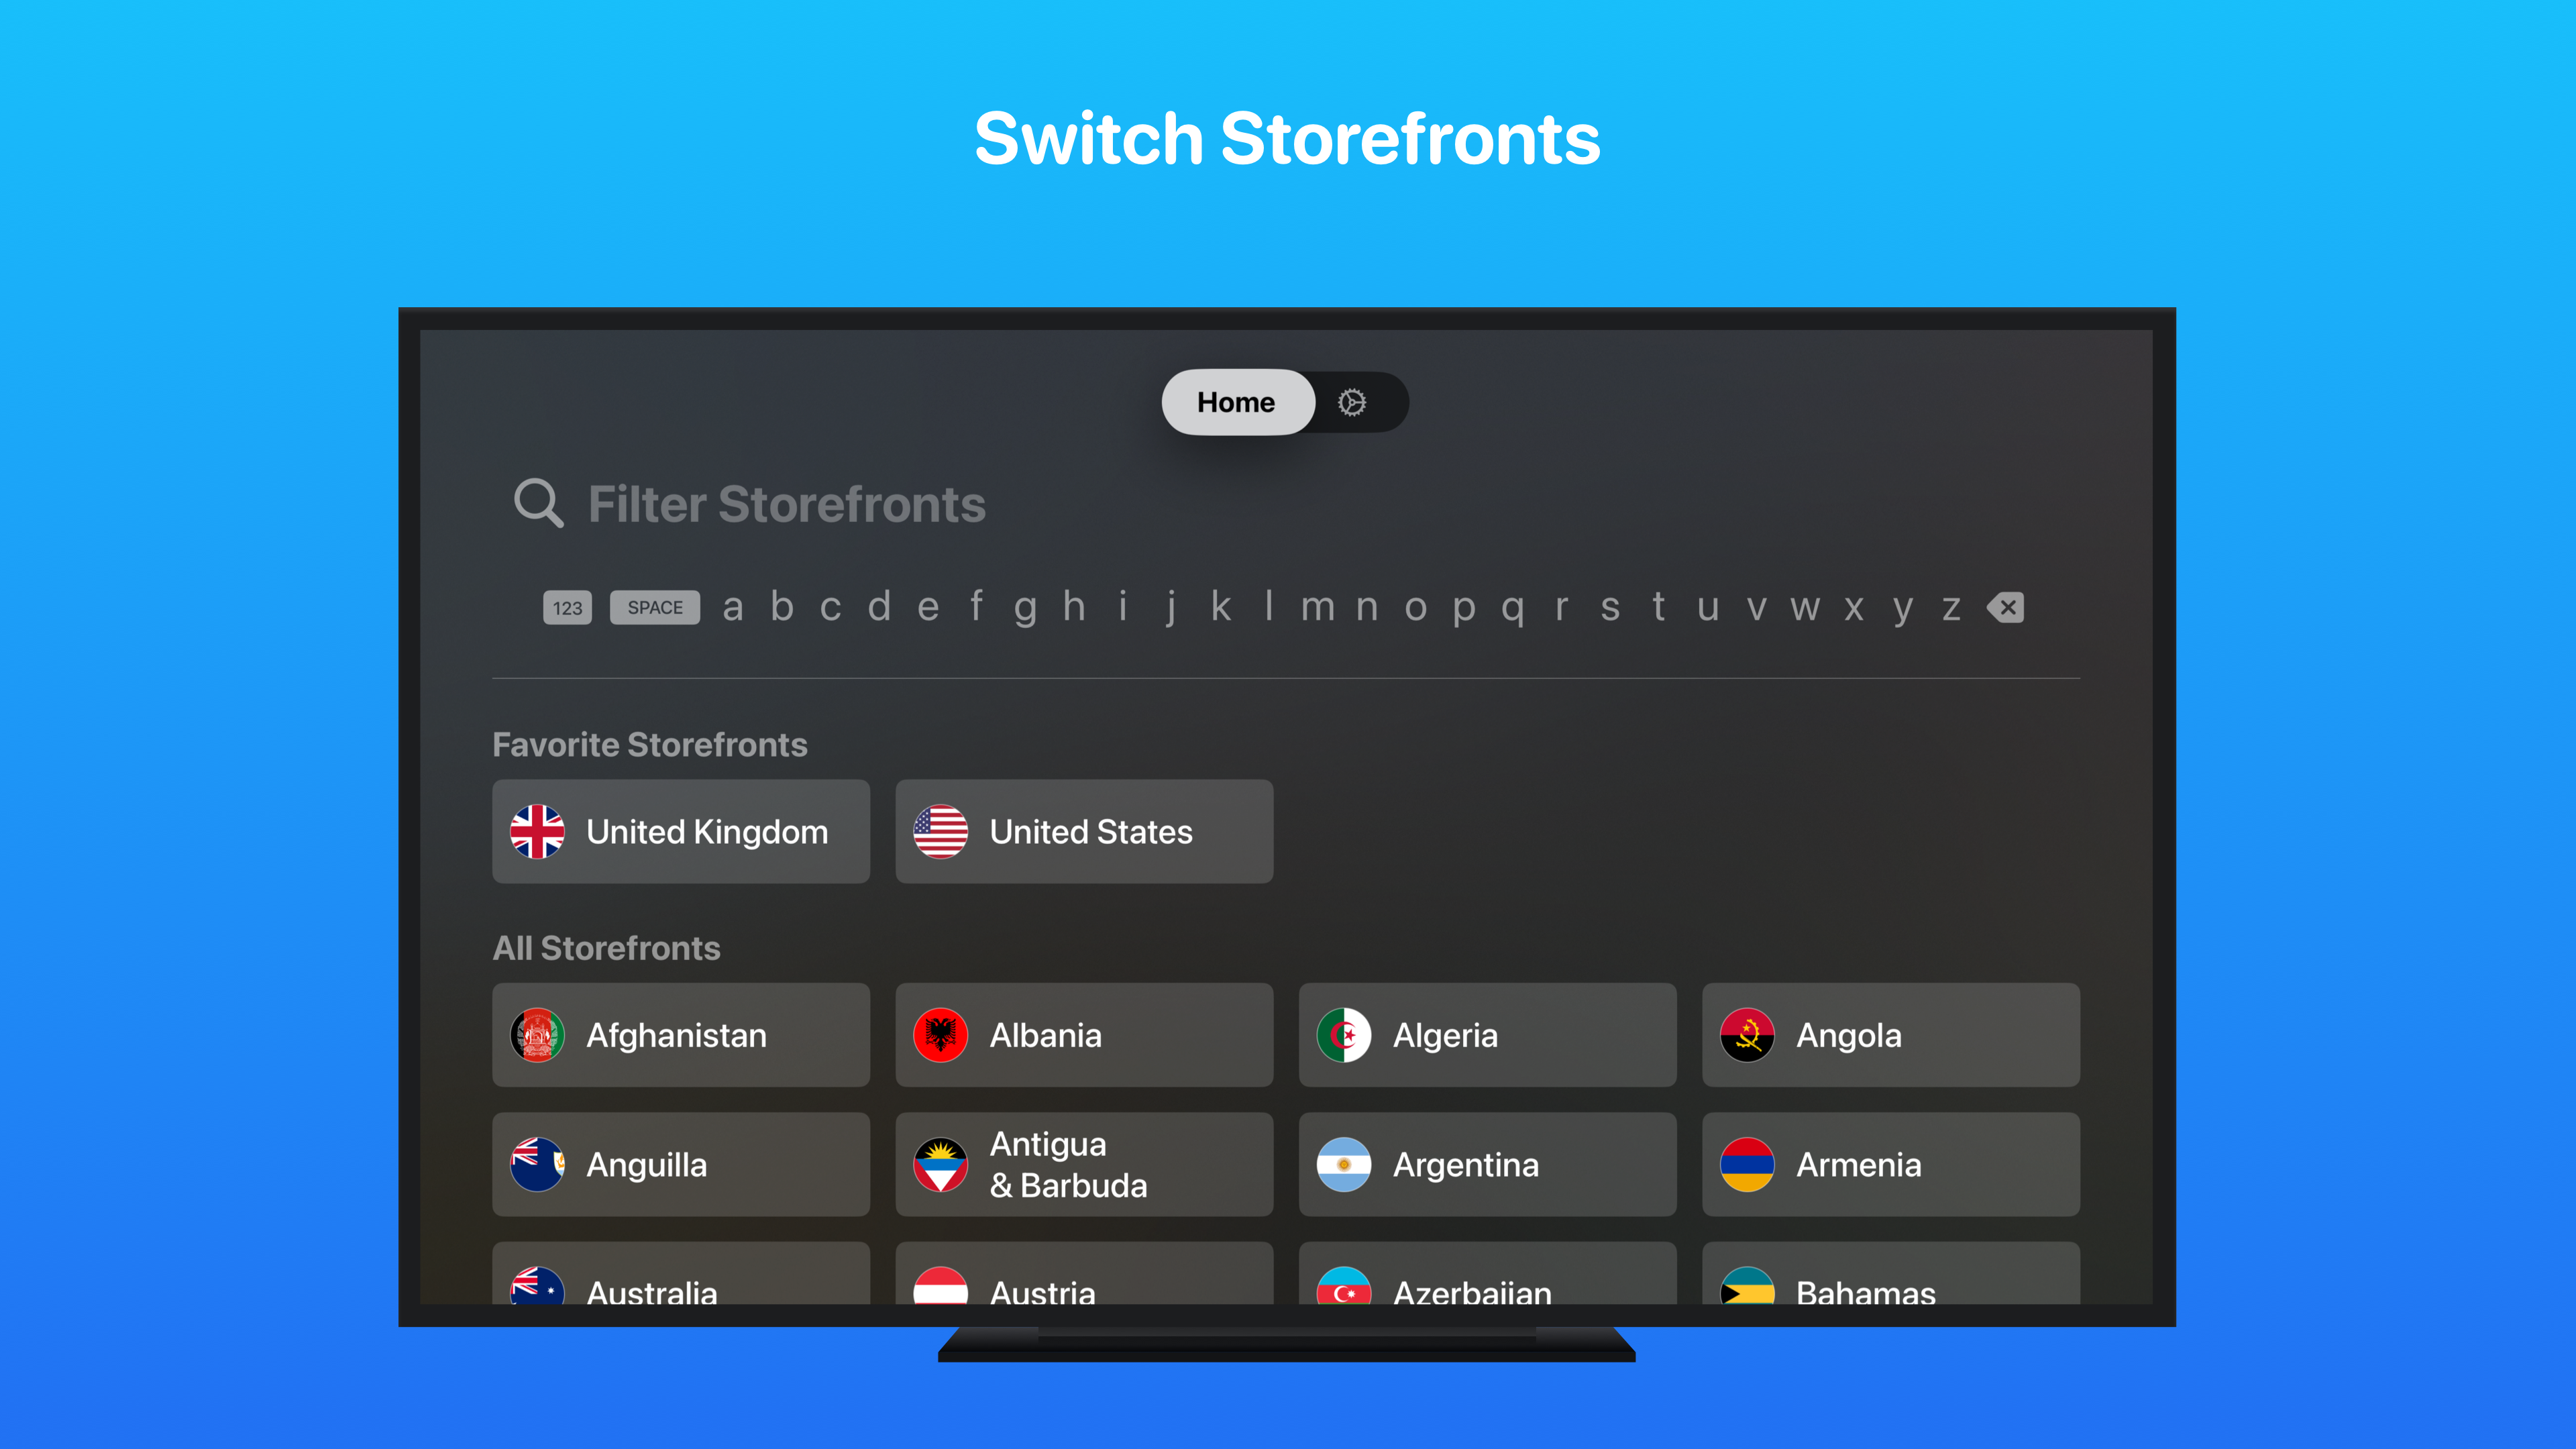 Switch Storefronts
Home
Filter Storefronts
123 SPACE a b c d e f g h i j k l m n o p q r s t u v w x y z
Favorite Storefronts
United Kingdom United States
All Storefronts
Afghanistan Albania Algeria Angola
Anguilla Antigua & Barbuda Argentina Armenia
Australia Austria Azerbaijan Bahamas